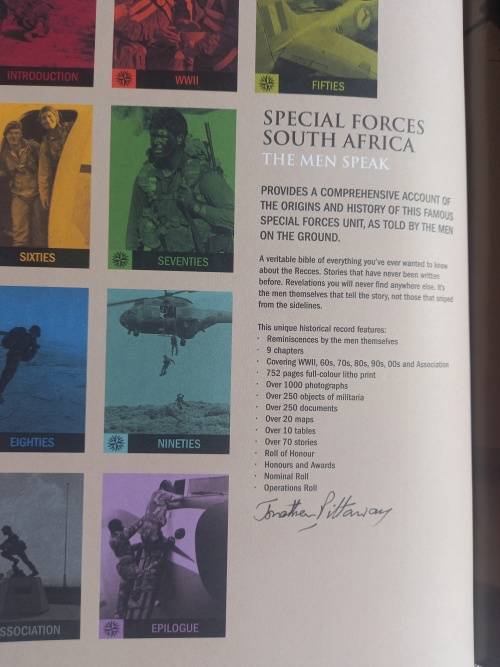 INTRODUCTION
WWII
FIFTIES
SIXTIES
SEVENTIES
EIGHTIES
NINETIES
SSOCIATION
EPILOGUE
SPECIAL FORCES
SOUTH AFRICA
THE MEN SPEAK
PROVIDES A COMPREHENSIVE ACCOUNT OF
THE ORIGINS AND HISTORY OF THIS FAMOUS
SPECIAL FORCES UNIT, AS TOLD BY THE MEN
ON THE GROUND.
A veritable bible of everything you've ever wanted to know
about the Recces. Stories that have never been written
before. Revelations you will never find anywhere else. It's
the men themselves that tell the story, not those that sniped
from the sidelines.
This unique historical record features:
· Reminiscences by the men themselves
· 9 chapters
· Covering WWII, 60s, 70s, 80s, 90s, 00s and Association
· 752 pages full-colour litho print
· Over 1000 photographs
· Over 250 objects of militaria
· Over 250 documents
· Over 20 maps
· Over 10 tables
· Over 70 stories
· Roll of Honour
· Honours and Awards
· Nominal Roll
· Operations Roll
Jonathan Pittaway